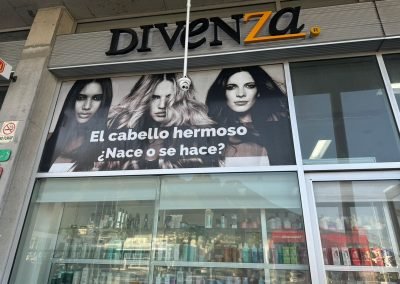 DIVENZA
El cabello hermoso
¿Nace o se hace?